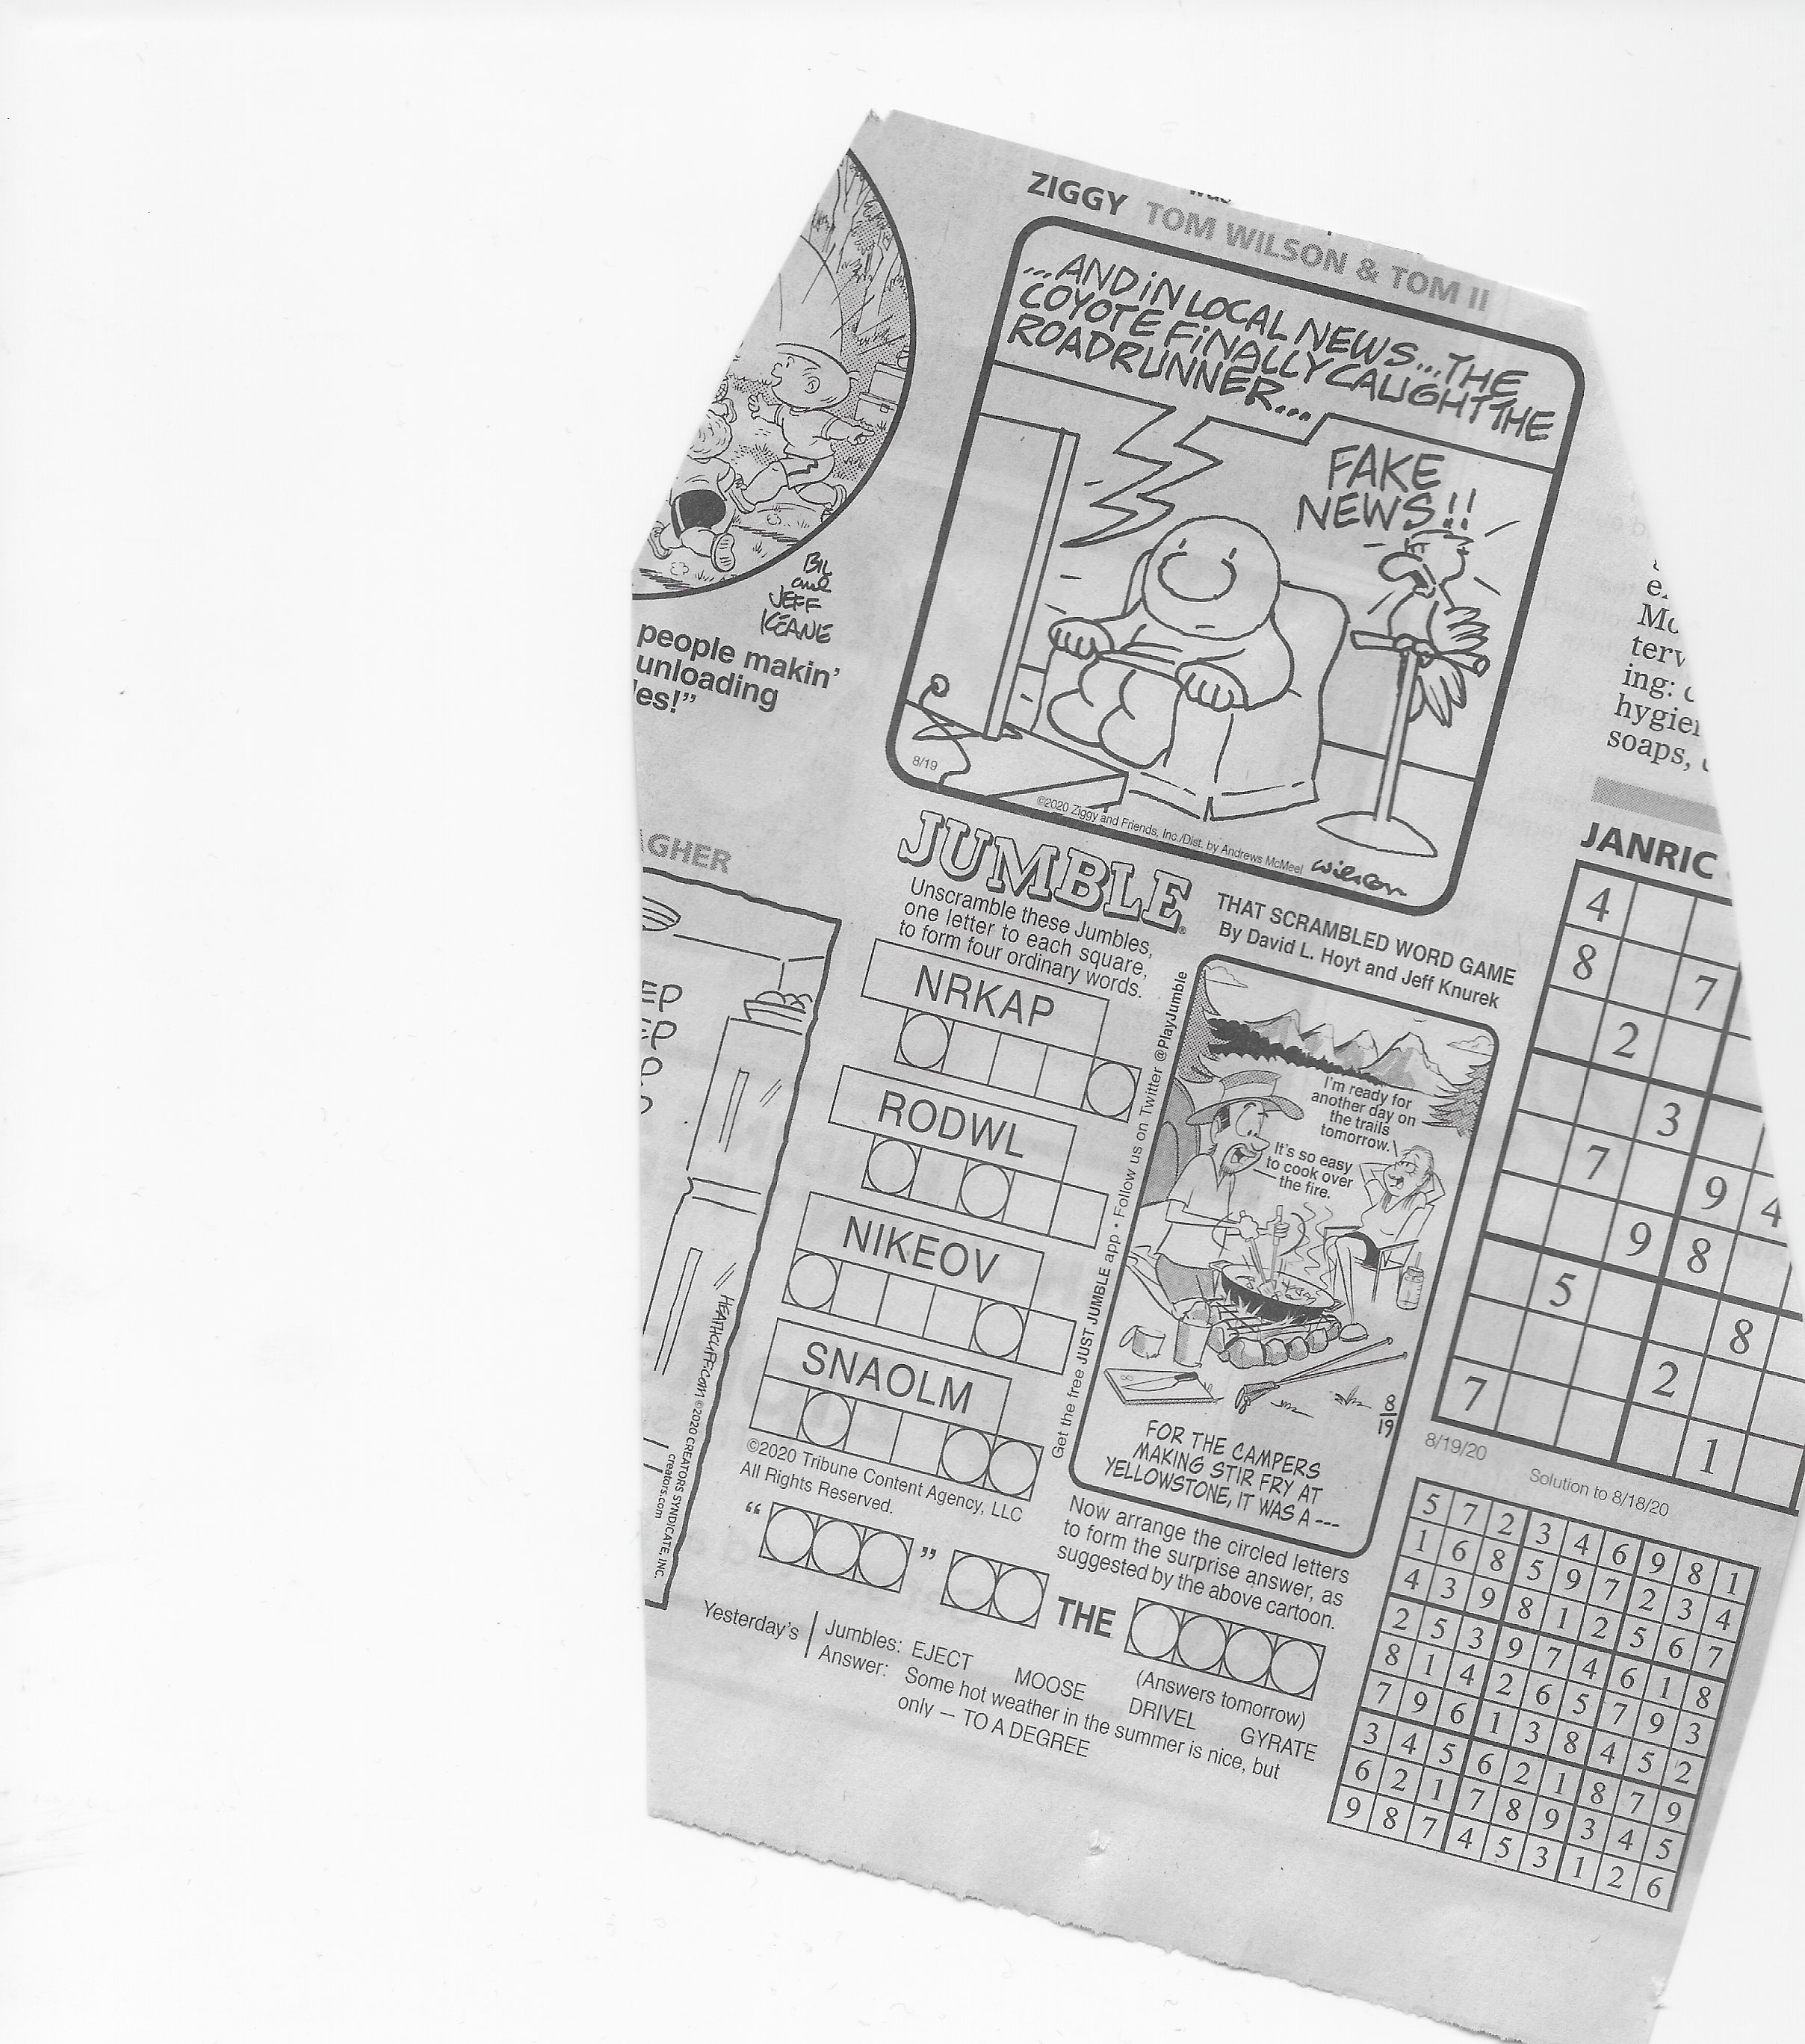 ZIGGY TOM WILSON & TOM II
...AND IN LOCAL NEWS...THE
COYOTE FINALLY CAUGHT THE
ROADRUNNER...
FAKE
NEWS!!
8/19
©2020 Ziggy and Friends, Inc./Dist. by Andrews McMeel
Wilson
BIL
and
JEFF
KEANE
people makin'
unloading
les!”
AGHER
EP
EP
P
HEATHCLIFF.com ©2020 CREATORS SYNDICATE, INC.
creators.com
terv
ing:
hygie
soaps,
JUMBLE
THAT SCRAMBLED WORD GAME
By David L. Hoyt and Jeff Knurek
Unscramble these Jumbles,
one letter to each square,
to form four ordinary words.
NRKAP
RODWL
NIKEOV
SNAOLM
©2020 Tribune Content Agency, LLC
All Rights Reserved.
Get the free JUST JUMBLE app • Follow us on Twitter @PlayJumble
I'm ready for
another day on
the trails
tomorrow.
It's so easy
to cook over
the fire.
8
19
FOR THE CAMPERS
MAKING STIR FRY AT
YELLOWSTONE, IT WAS A ---
Now arrange the circled letters
to form the surprise answer, as
suggested by the above cartoon.
“ ” THE
(Answers tomorrow)
Yesterday's
Jumbles: EJECT MOOSE DRIVEL GYRATE
Answer: Some hot weather in the summer is nice, but
only — TO A DEGREE
JANRIC
4
8 7
2
3
7 9 4
9 8
5
8
2
7
1
8/19/20
Solution to 8/18/20
5 7 2 3 4 6 9 8 1
1 6 8 5 9 7 2 3 4
4 3 9 8 1 2 5 6 7
2 5 3 9 7 4 6 1 8
8 1 4 2 6 5 7 9 3
7 9 6 1 3 8 4 5 2
3 4 5 6 2 1 8 7 9
6 2 1 7 8 9 3 4 5
9 8 7 4 5 3 1 2 6